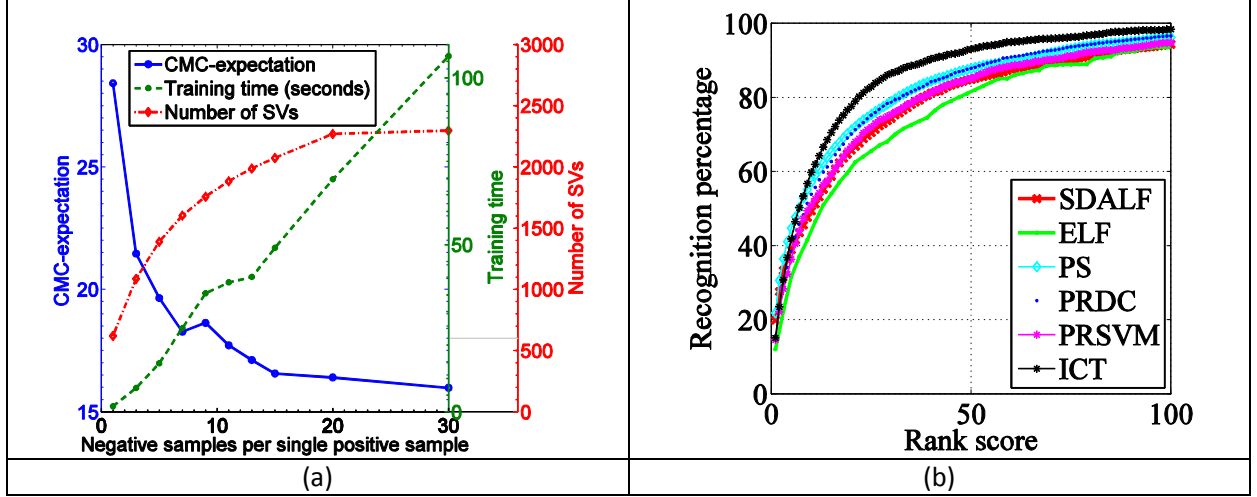 30
25
20
15
CMC-expectation
CMC-expectation
Training time (seconds)
Number of SVs
0
10
20
30
Negative samples per single positive sample
100
50
0
Training time
3000
2500
2000
1500
1000
500
0
Number of SVs
(a)
100
80
60
40
20
0
Recognition percentage
SDALF
ELF
PS
PRDC
PRSVM
ICT
0
50
100
Rank score
(b)